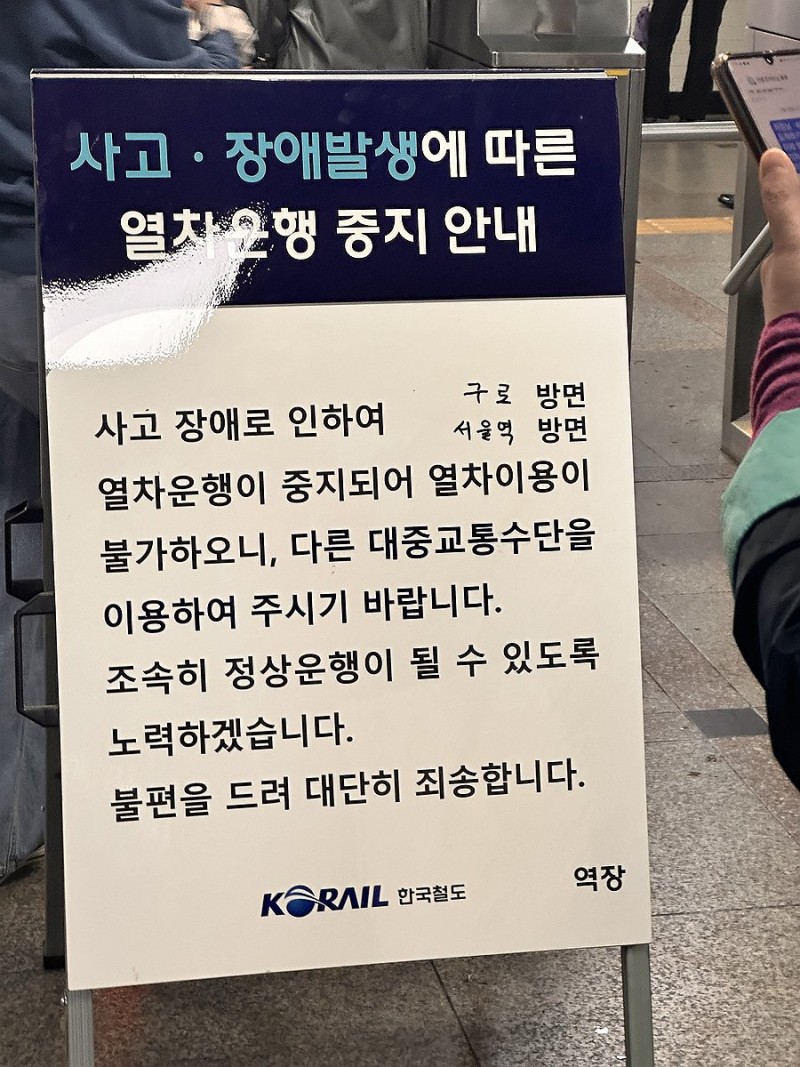 사고 · 장애발생에 따른
열차운행 중지 안내
사고 장애로 인하여 구로 방면
서울역 방면
열차운행이 중지되어 열차이용이
불가하오니, 다른 대중교통수단을
이용하여 주시기 바랍니다.
조속히 정상운행이 될 수 있도록
노력하겠습니다.
불편을 드려 대단히 죄송합니다.
역장
KORAIL 한국철도